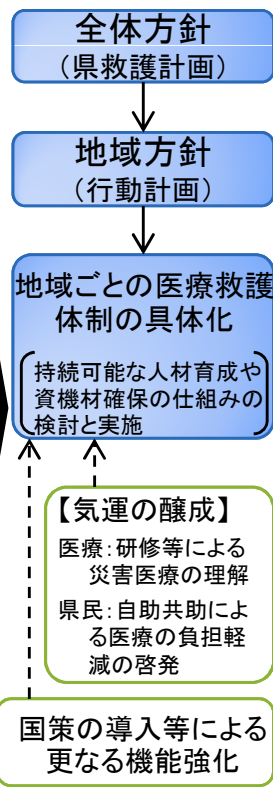 全体方針
（県救護計画）
地域方針
（行動計画）
地域ごとの医療救護
体制の具体化
持続可能な人材育成や
資機材確保の仕組みの
検討と実施
【気運の醸成】
医療：研修等による
災害医療の理解
県民：自助共助によ
る医療の負担軽
減の啓発
国策の導入等による
更なる機能強化